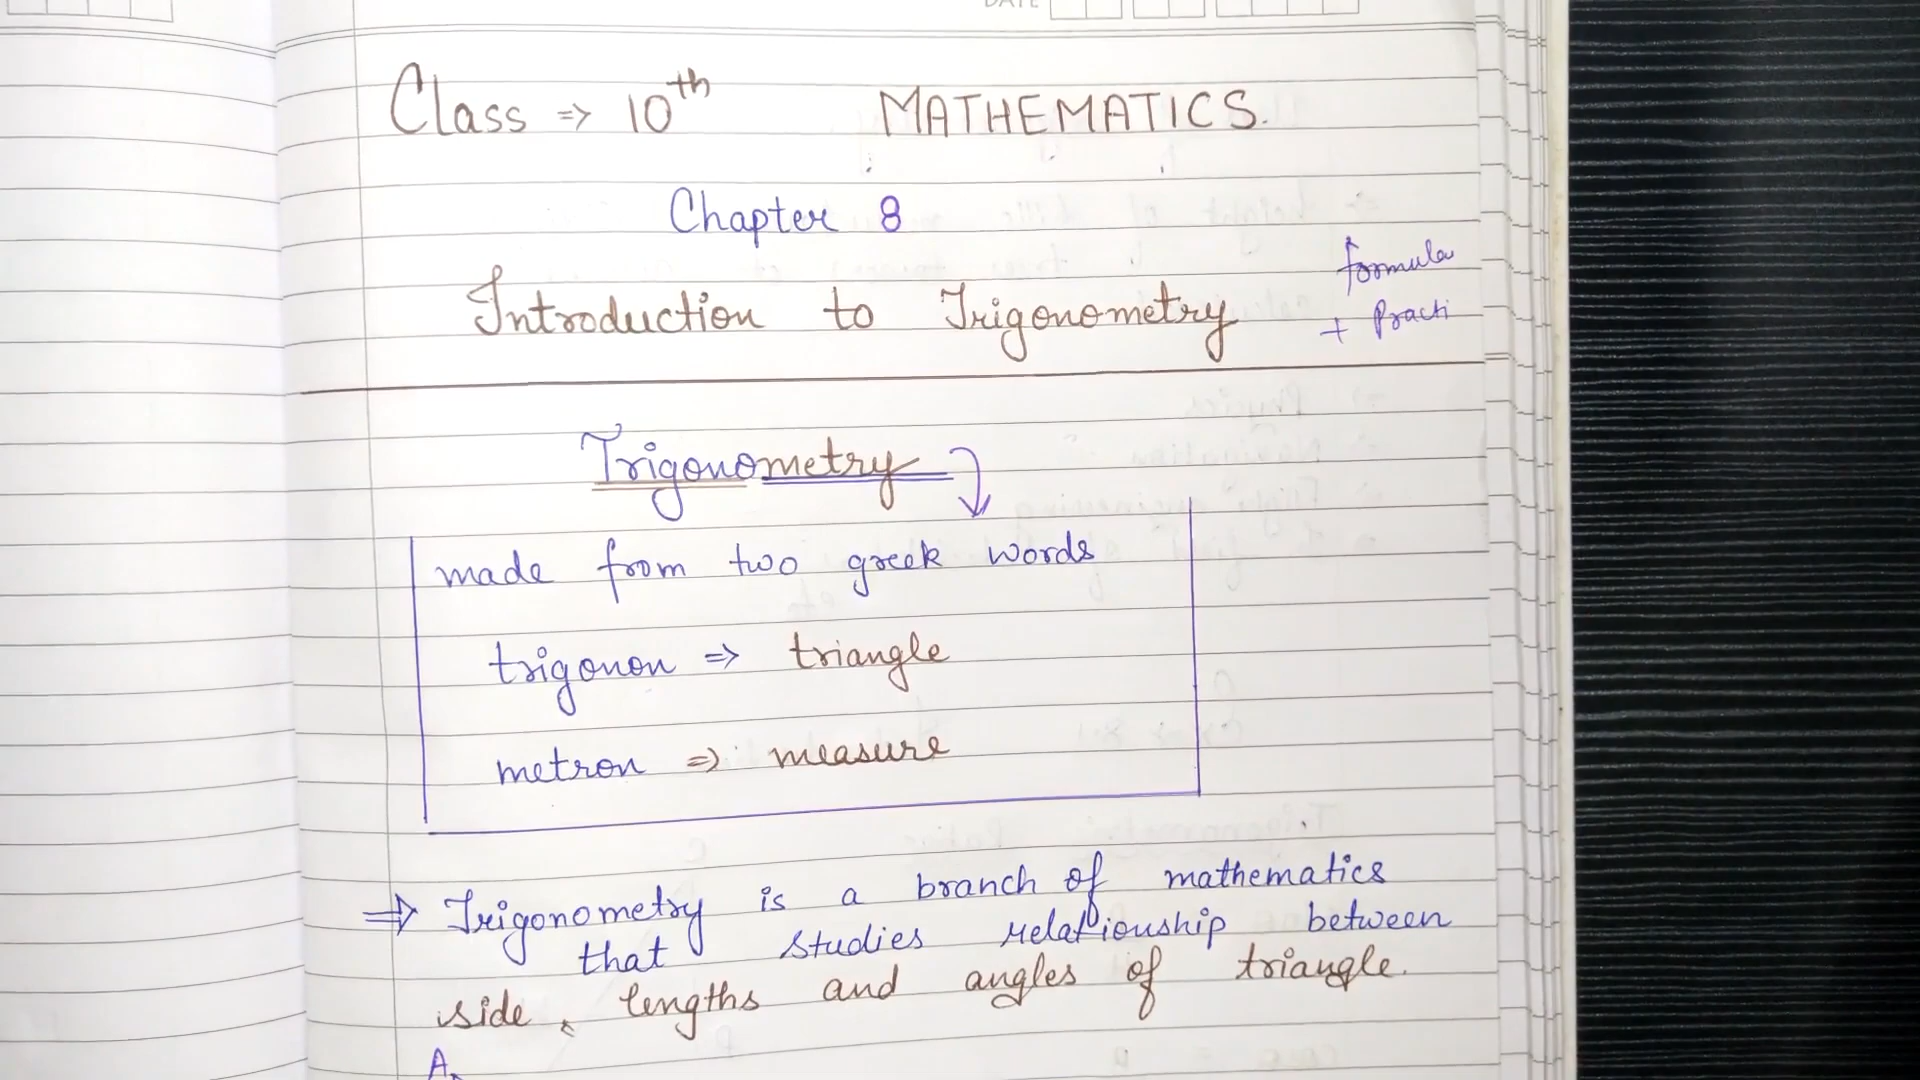 DATE
Class ⇒ 10th MATHEMATICS.
Chapter 8
formula
Introduction to Trigonometry + Practi
Trigonometry
made from two greek words
trigonon ⇒ triangle
metron ⇒ measure
⇒ Trigonometry is a branch of mathematics
that studies relationship between
side, lengths and angles of triangle.
A